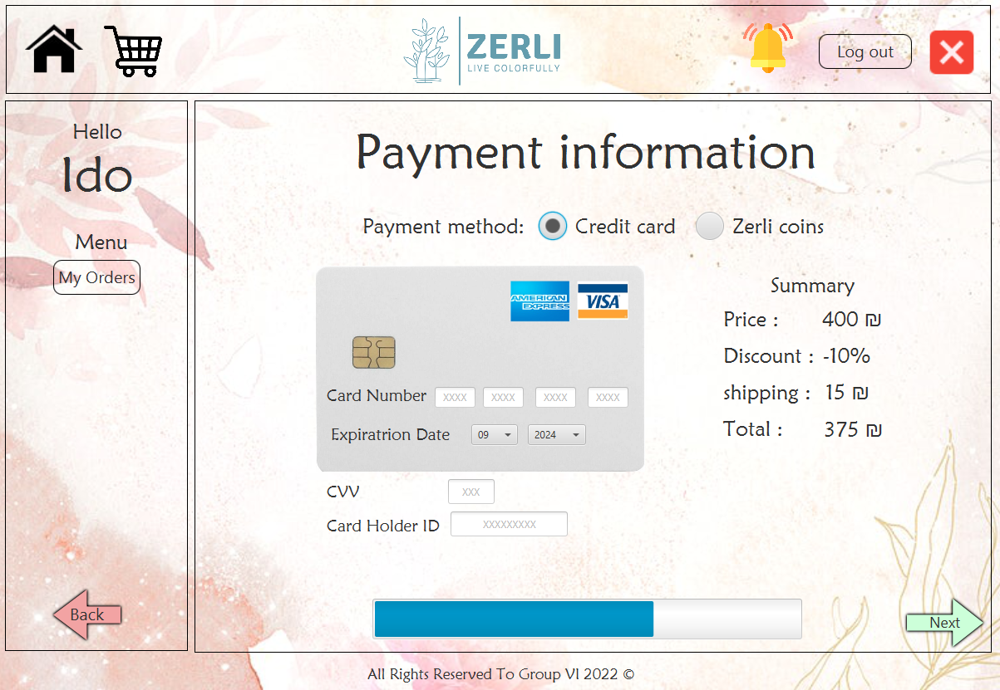 ZERLI
LIVE COLORFULLY
Log out
Hello
Ido
Menu
My Orders
Back
Payment information
Payment method: Credit card Zerli coins
AMERICAN
EXPRESS
VISA
Card Number XXXX XXXX XXXX XXXX
Expiratrion Date 09 2024
CVV XXX
Card Holder ID XXXXXXXXX
Summary
Price : 400 ₪
Discount : -10%
shipping : 15 ₪
Total : 375 ₪
Next
All Rights Reserved To Group VI 2022 ©